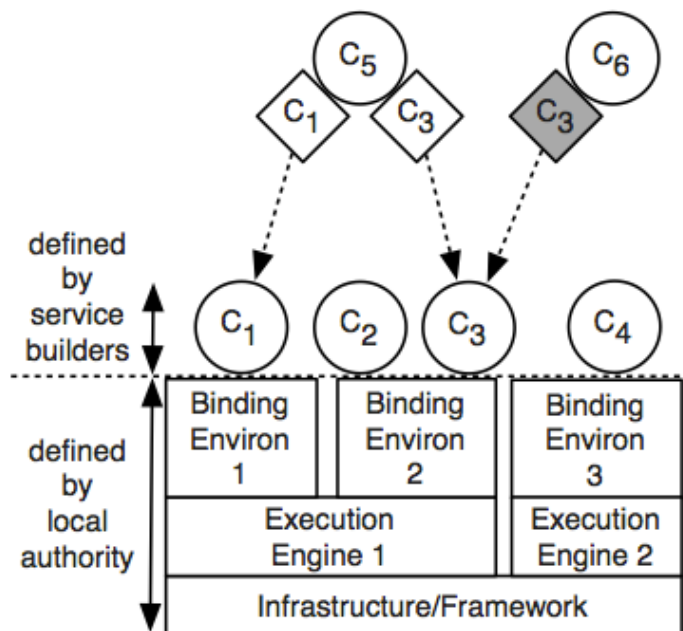 C5
C6
C1
C3
C3
defined
by
service
builders
C1
C2
C3
C4
defined
by
local
authority
Binding
Environ
1
Binding
Environ
2
Binding
Environ
3
Execution
Engine 1
Execution
Engine 2
Infrastructure/Framework